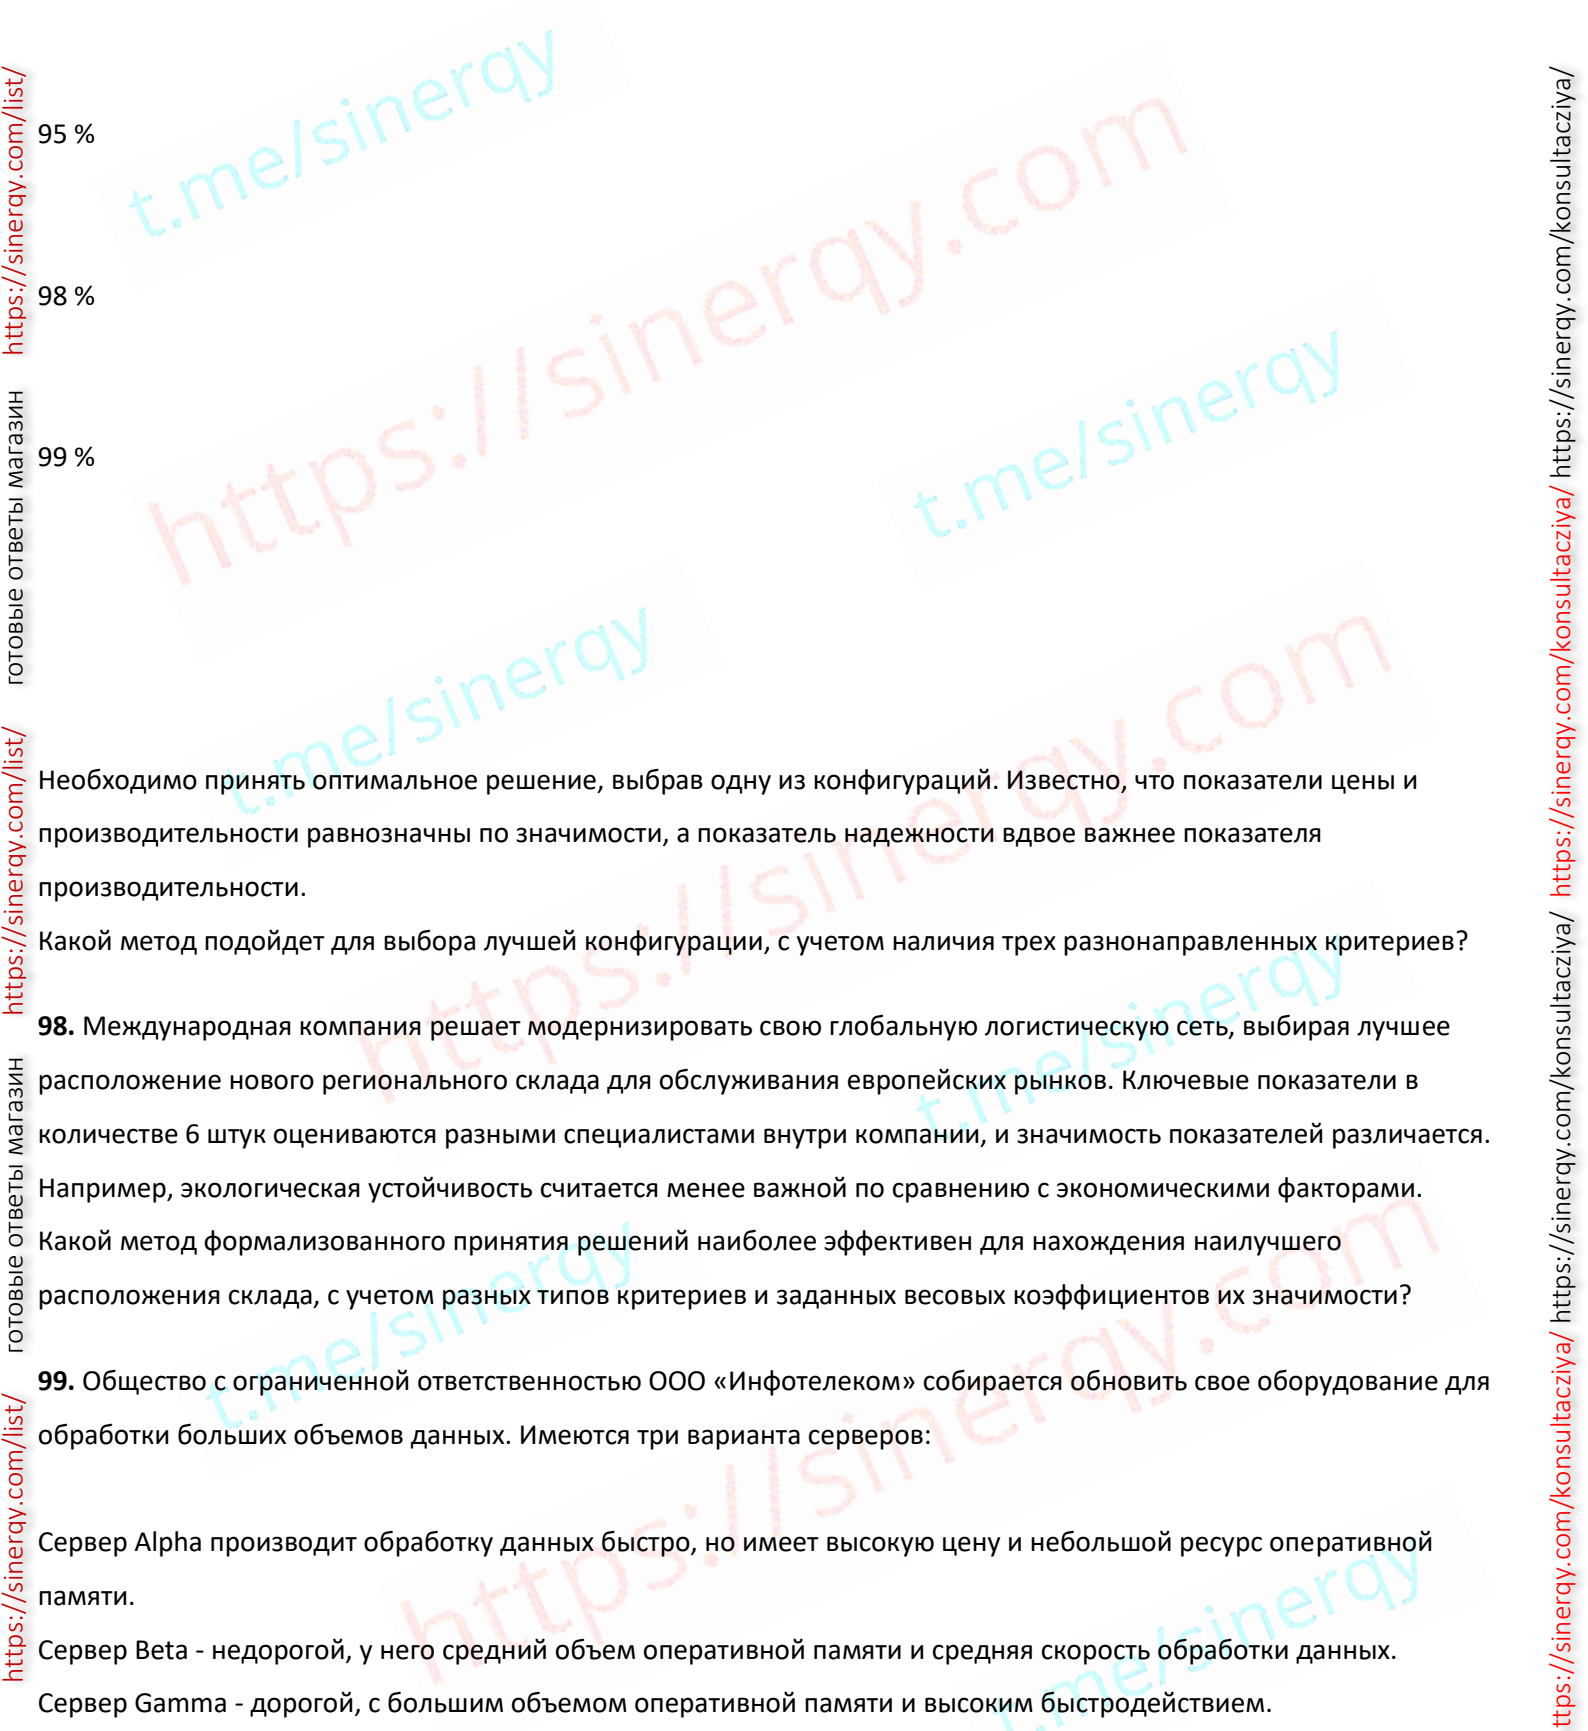 95 %
98 %
99 %
Необходимо принять оптимальное решение, выбрав одну из конфигураций. Известно, что показатели цены и
производительности равнозначны по значимости, а показатель надежности вдвое важнее показателя
производительности.
Какой метод подойдет для выбора лучшей конфигурации, с учетом наличия трех разнонаправленных критериев?
98. Международная компания решает модернизировать свою глобальную логистическую сеть, выбирая лучшее
расположение нового регионального склада для обслуживания европейских рынков. Ключевые показатели в
количестве 6 штук оцениваются разными специалистами внутри компании, и значимость показателей различается.
Например, экологическая устойчивость считается менее важной по сравнению с экономическими факторами.
Какой метод формализованного принятия решений наиболее эффективен для нахождения наилучшего
расположения склада, с учетом разных типов критериев и заданных весовых коэффициентов их значимости?
99. Общество с ограниченной ответственностью ООО «Инфотелеком» собирается обновить свое оборудование для
обработки больших объемов данных. Имеются три варианта серверов:
Сервер Alpha производит обработку данных быстро, но имеет высокую цену и небольшой ресурс оперативной
памяти.
Сервер Beta - недорогой, у него средний объем оперативной памяти и средняя скорость обработки данных.
Сервер Gamma - дорогой, с большим объемом оперативной памяти и высоким быстродействием.
https://sinerqy.com/list/ готовые ответы магазин https://sinerqy.com/list/ готовые ответы магазин https://sinerqy.com/list/
ttps://sinerqy.com/konsultacziya/ https://sinerqy.com/konsultacziya/ https://sinerqy.com/konsultacziya/ https://sinerqy.com/konsultacziya/
t.me/sinerqy
https://sinerqy.com
t.me/sinerqy
t.me/sinerqy
https://sinerqy.com
t.me/sinerqy
t.me/sinerqy
https://sinerqy.com
t.me/sinerqy